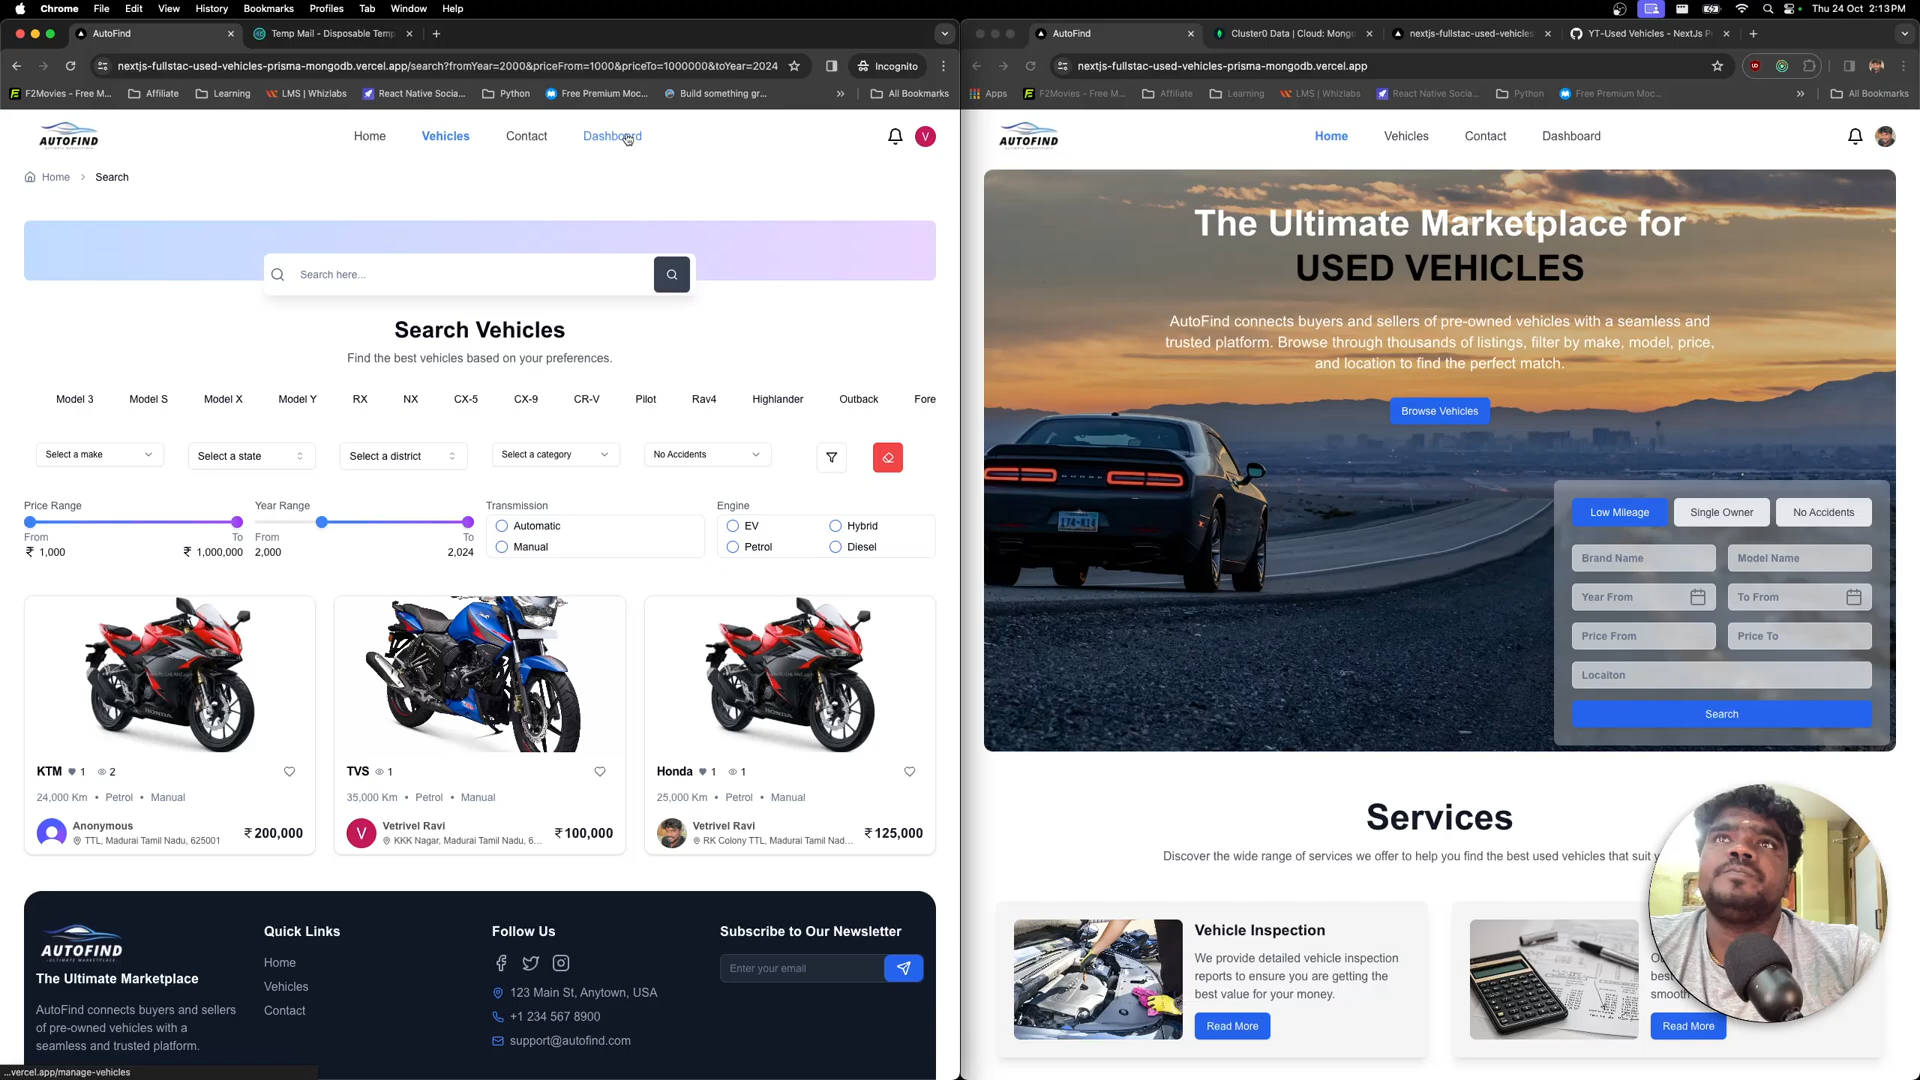 Chrome File Edit View History Bookmarks Profiles Tab Window Help
Thu 24 Oct 2:13 PM
AutoFind
Temp Mail - Disposable Temp
nextjs-fullstac-used-vehicles-prisma-mongodb.vercel.app/search?fromYear=2000&priceFrom=1000&priceTo=1000000&toYear=2024
Incognito
F2Movies - Free M...
Affiliate
Learning
LMS | Whizlabs
React Native Socia...
Python
Free Premium Moc...
Build something gr...
All Bookmarks
AUTOFIND
Home
Vehicles
Contact
Dashboard
V
Home > Search
Search here...
Search Vehicles
Find the best vehicles based on your preferences.
Model 3 Model S Model X Model Y RX NX CX-5 CX-9 CR-V Pilot Rav4 Highlander Outback Fore
Select a make
Select a state
Select a district
Select a category
No Accidents
Price Range
From
To
₹ 1,000
₹ 1,000,000
Year Range
From
To
2,000
2,024
Transmission
Automatic
Manual
Engine
EV
Hybrid
Petrol
Diesel
KTM 1 2
24,000 Km • Petrol • Manual
Anonymous
TTL, Madurai Tamil Nadu, 625001
₹ 200,000
TVS 1
35,000 Km • Petrol • Manual
V
Vetrivel Ravi
KKK Nagar, Madurai Tamil Nadu, 6...
₹ 100,000
Honda 1 1
25,000 Km • Petrol • Manual
Vetrivel Ravi
RK Colony TTL, Madurai Tamil Nad...
₹ 125,000
AUTOFIND
ULTIMATE MARKETPLACE
The Ultimate Marketplace
AutoFind connects buyers and sellers
of pre-owned vehicles with a
seamless and trusted platform.
Quick Links
Home
Vehicles
Contact
Follow Us
123 Main St, Anytown, USA
+1 234 567 8900
support@autofind.com
Subscribe to Our Newsletter
Enter your email
...vercel.app/manage-vehicles
AutoFind
Cluster0 Data | Cloud: Mongo
nextjs-fullstac-used-vehicles
YT-Used Vehicles - NextJs P
nextjs-fullstac-used-vehicles-prisma-mongodb.vercel.app
Apps
F2Movies - Free M...
Affiliate
Learning
LMS | Whizlabs
React Native Socia...
Python
Free Premium Moc...
All Bookmarks
AUTOFIND
Home
Vehicles
Contact
Dashboard
The Ultimate Marketplace for
USED VEHICLES
AutoFind connects buyers and sellers of pre-owned vehicles with a seamless and
trusted platform. Browse through thousands of listings, filter by make, model, price,
and location to find the perfect match.
Browse Vehicles
Low Mileage
Single Owner
No Accidents
Brand Name
Model Name
Year From
To From
Price From
Price To
Locaiton
Search
Services
Discover the wide range of services we offer to help you find the best used vehicles that suit y
Vehicle Inspection
We provide detailed vehicle inspection
reports to ensure you are getting the
best value for your money.
Read More
best
smooth
Read More